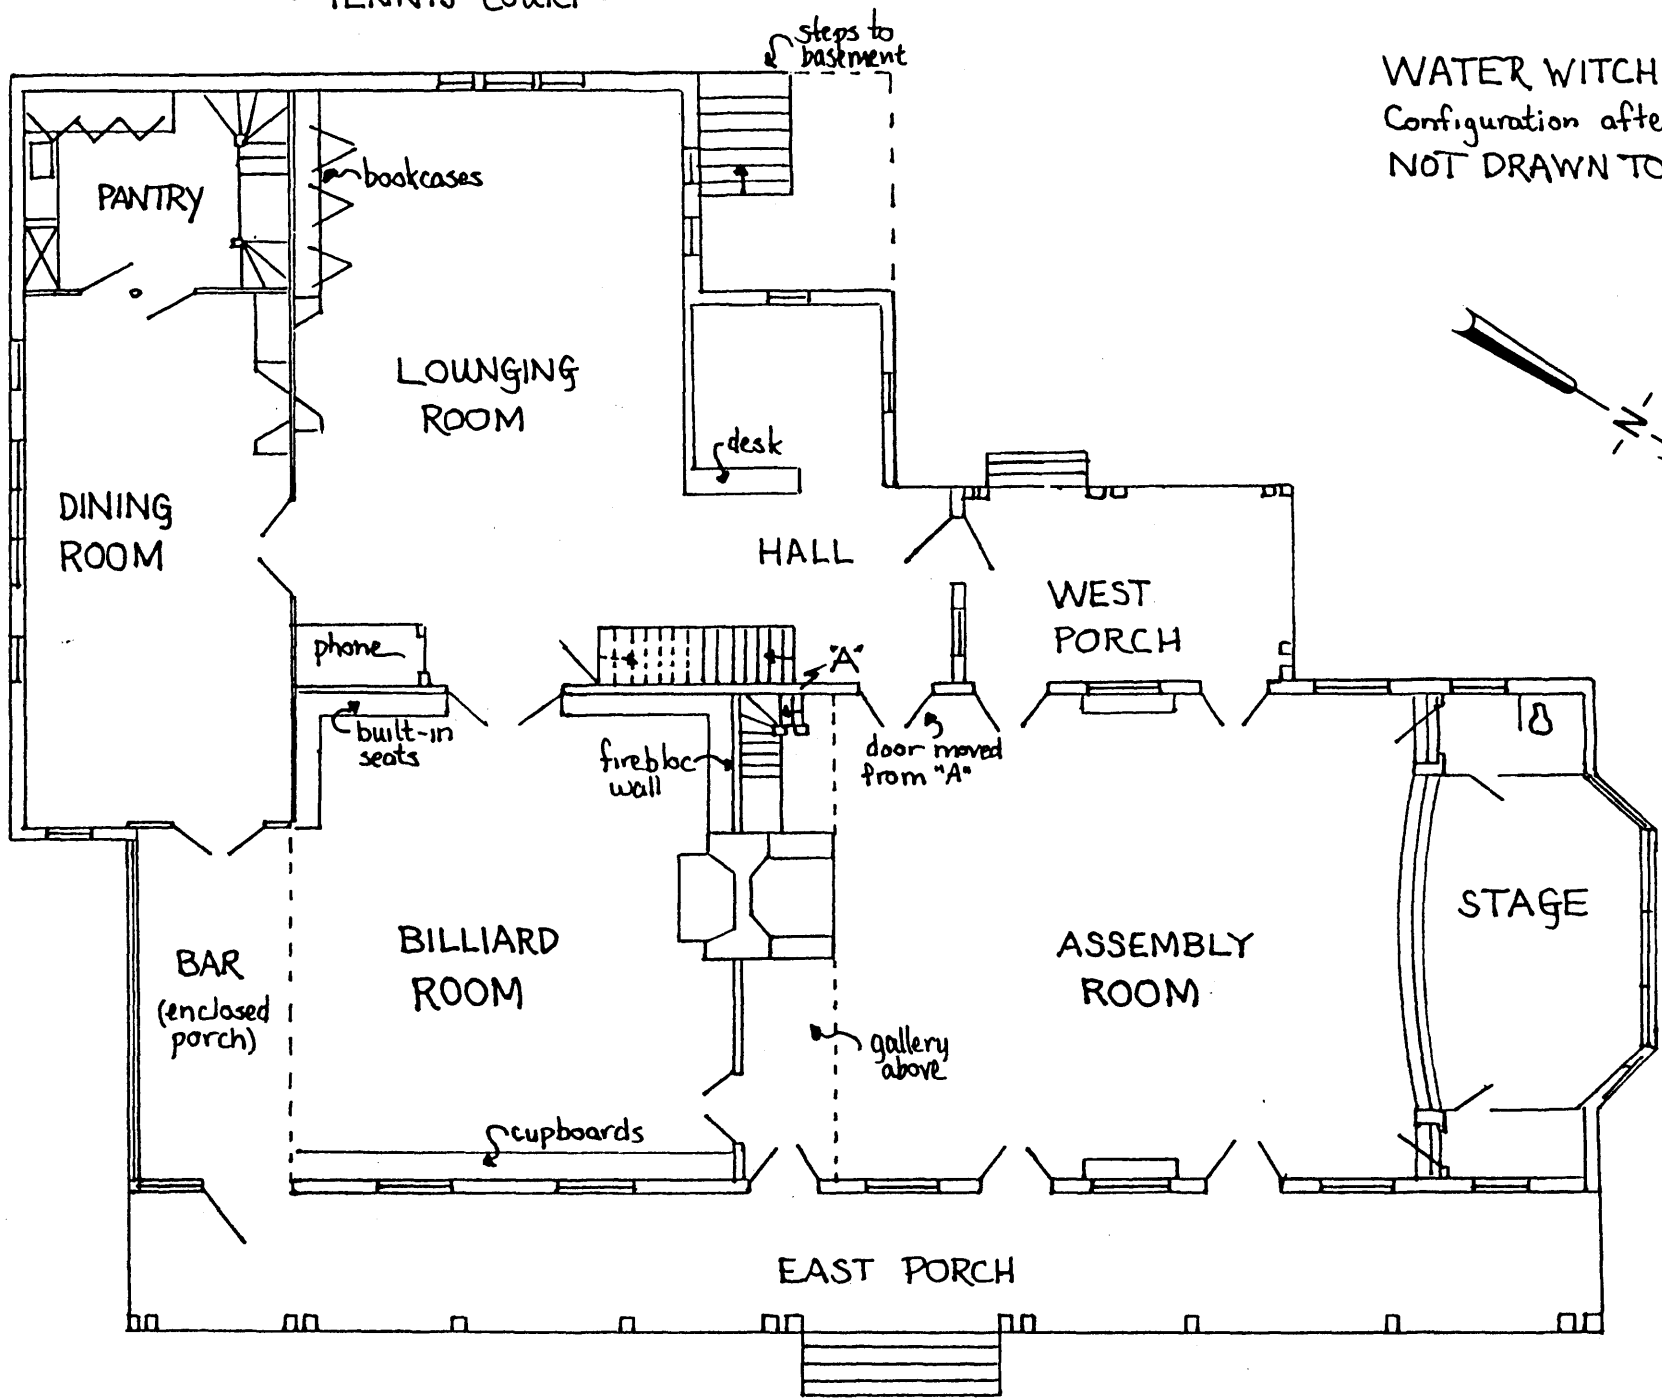 TENNIS COURT
steps to
basement
WATER WITCH
Configuration afte
NOT DRAWN TO
PANTRY
bookcases
LOUNGING
ROOM
desk
N
DINING
ROOM
HALL
WEST
PORCH
phone
"A"
built-in
seats
firebloc
wall
door moved
from "A"
STAGE
BILLIARD
ROOM
ASSEMBLY
ROOM
BAR
(enclosed
porch)
gallery
above
cupboards
EAST PORCH